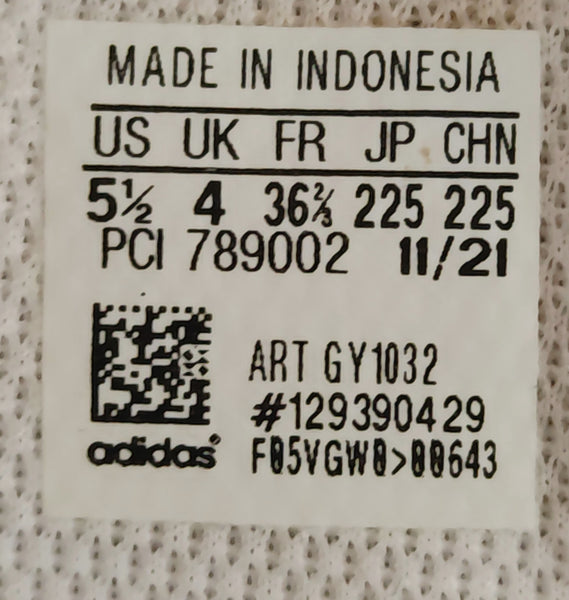 MADE IN INDONESIA
US UK FR JP CHN
5½ 4 36⅔ 225 225
PCI 789002 11/21
ART GY1032
#129390429
adidas F05VGW0>00643